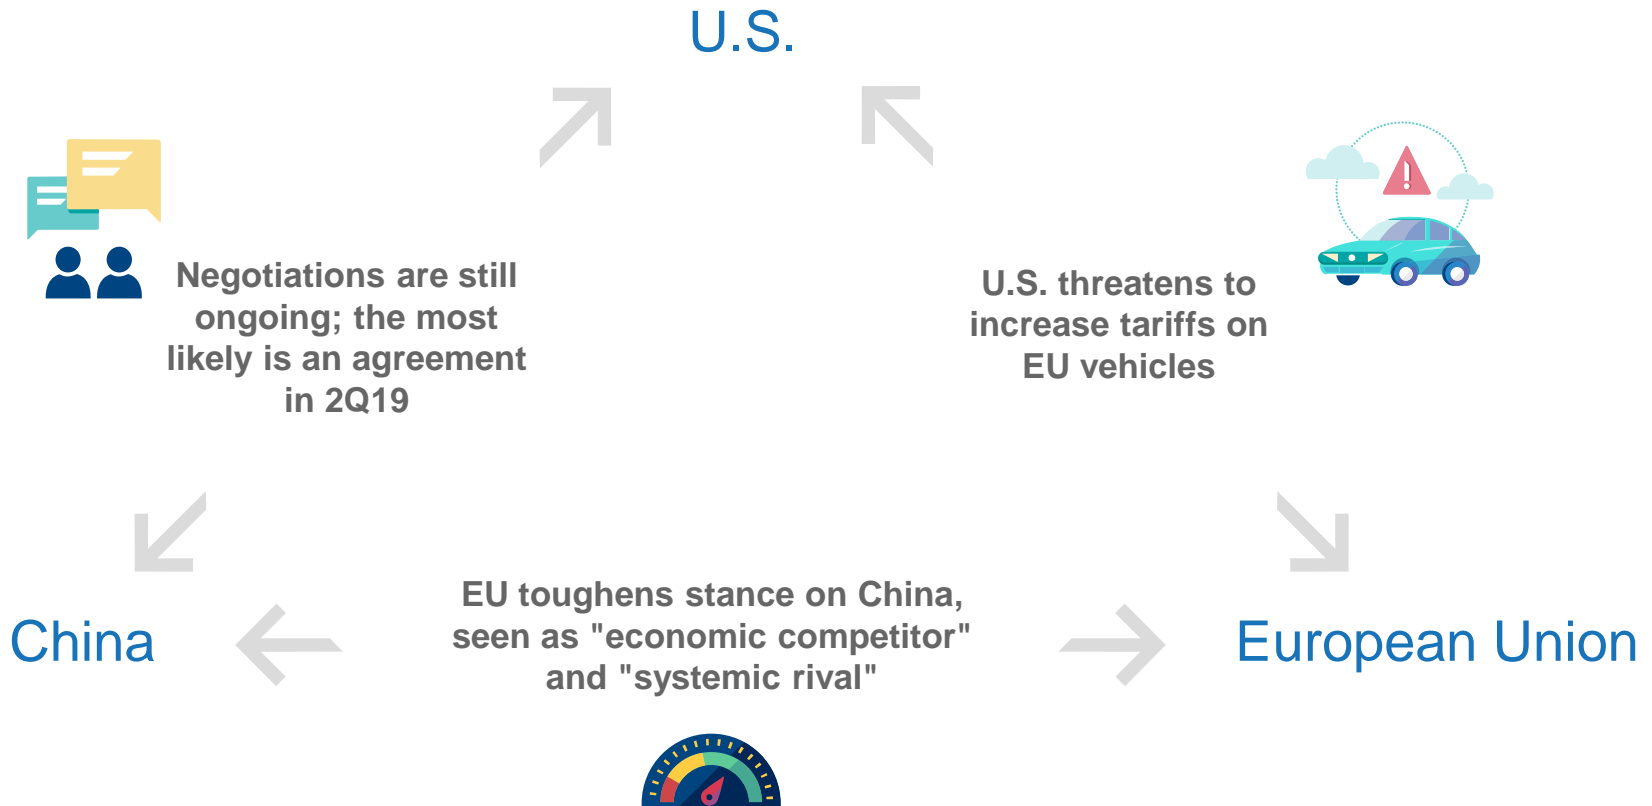 U.S.
Negotiations are still
ongoing; the most
likely is an agreement
in 2Q19
U.S. threatens to
increase tariffs on
EU vehicles
EU toughens stance on China,
seen as "economic competitor"
and "systemic rival"
China
European Union